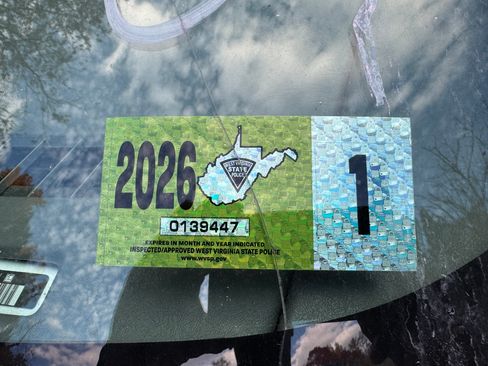 2026
WEST VIRGINIA
STATE
POLICE
1
0139447
EXPIRES IN MONTH AND YEAR INDICATED
INSPECTED/APPROVED WEST VIRGINIA STATE POLICE
www.wvsp.gov